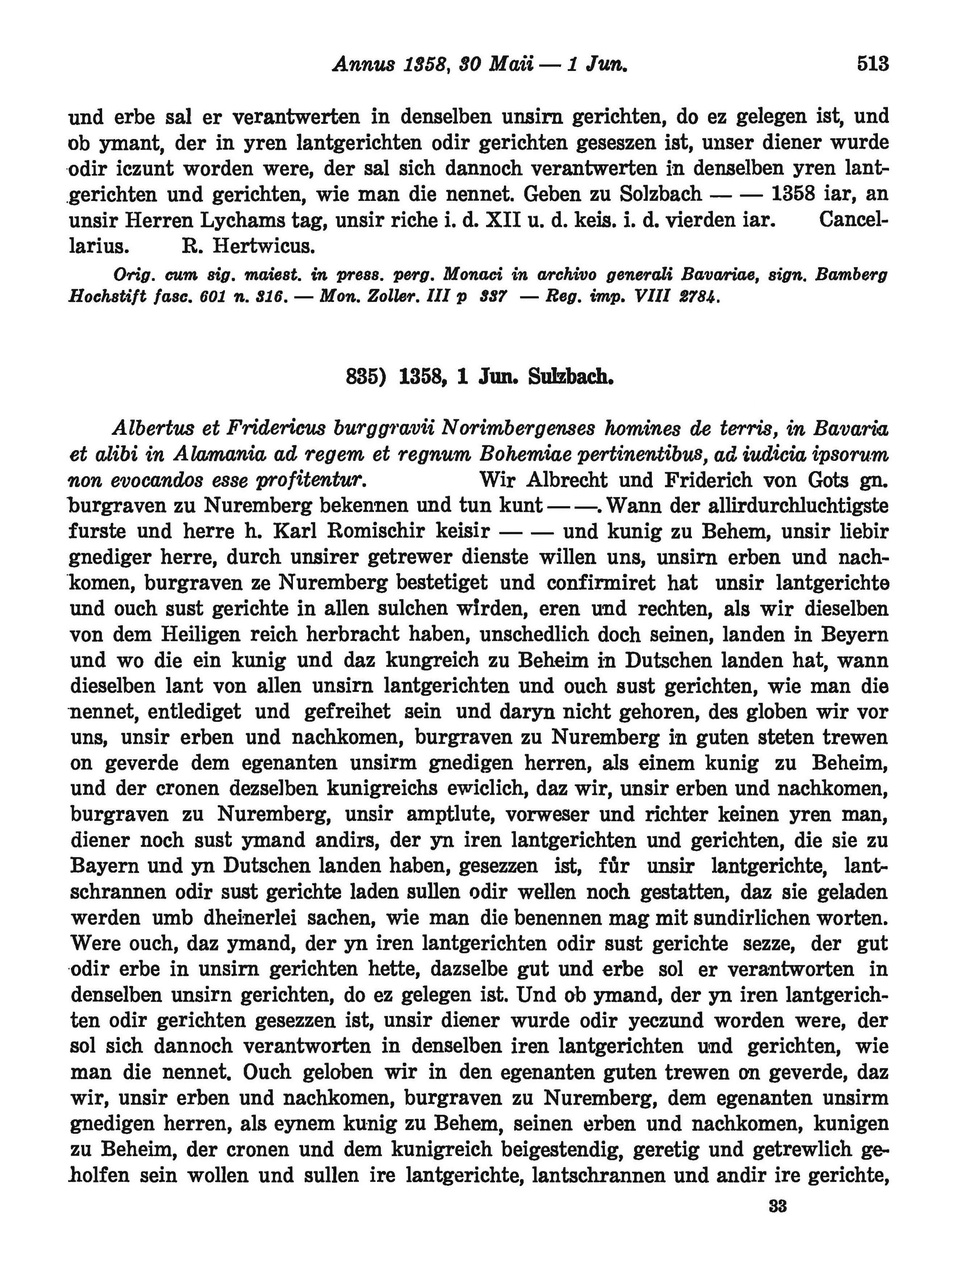 Annus 1358, 30 Maii — 1 Jun. 513
und erbe sal er verantwerten in denselben unsirn gerichten, do ez gelegen ist, und
ob ymant, der in yren lantgerichten odir gerichten geseszen ist, unser diener wurde
odir iczunt worden were, der sal sich dannoch verantwerten in denselben yren lant-
gerichten und gerichten, wie man die nennet. Geben zu Solzbach — — 1358 iar, an
unsir Herren Lychams tag, unsir riche i. d. XII u. d. keis. i. d. vierden iar. Cancel-
larius. R. Hertwicus.
Orig. cum sig. maiest. in press. perg. Monaci in archivo generali Bavariae, sign. Bamberg
Hochstift fasc. 601 n. 316. — Mon. Zoller. III p 337 — Reg. imp. VIII 2784.
835) 1358, 1 Jun. Sulzbach.
Albertus et Fridericus burggravii Norimbergenses homines de terris, in Bavaria
et alibi in Alamania ad regem et regnum Bohemiae pertinentibus, ad iudicia ipsorum
non evocandos esse profitentur. Wir Albrecht und Friderich von Gots gn.
burgraven zu Nuremberg bekennen und tun kunt — —. Wann der allirdurchluchtigste
furste und herre h. Karl Romischir keisir — — und kunig zu Behem, unsir liebir
gnediger herre, durch unsirer getrewer dienste willen uns, unsirn erben und nach-
komen, burgraven ze Nuremberg bestetiget und confirmiret hat unsir lantgerichte
und ouch sust gerichte in allen sulchen wirden, eren und rechten, als wir dieselben
von dem Heiligen reich herbracht haben, unschedlich doch seinen, landen in Beyern
und wo die ein kunig und daz kungreich zu Beheim in Dutschen landen hat, wann
dieselben lant von allen unsirn lantgerichten und ouch sust gerichten, wie man die
nennet, entlediget und gefreihet sein und daryn nicht gehoren, des globen wir vor
uns, unsir erben und nachkomen, burgraven zu Nuremberg in guten steten trewen
on geverde dem egenanten unsirm gnedigen herren, als einem kunig zu Beheim,
und der cronen dezselben kunigreichs ewiclich, daz wir, unsir erben und nachkomen,
burgraven zu Nuremberg, unsir amptlute, vorweser und richter keinen yren man,
diener noch sust ymand andirs, der yn iren lantgerichten und gerichten, die sie zu
Bayern und yn Dutschen landen haben, gesezzen ist, fůr unsir lantgerichte, lant-
schrannen odir sust gerichte laden sullen odir wellen noch gestatten, daz sie geladen
werden umb dheinerlei sachen, wie man die benennen mag mit sundirlichen worten.
Were ouch, daz ymand, der yn iren lantgerichten odir sust gerichte sezze, der gut
odir erbe in unsirn gerichten hette, dazselbe gut und erbe sol er verantworten in
denselben unsirn gerichten, do ez gelegen ist. Und ob ymand, der yn iren lantgerich-
ten odir gerichten gesezzen ist, unsir diener wurde odir yeczund worden were, der
sol sich dannoch verantworten in denselben iren lantgerichten und gerichten, wie
man die nennet. Ouch geloben wir in den egenanten guten trewen on geverde, daz
wir, unsir erben und nachkomen, burgraven zu Nuremberg, dem egenanten unsirm
gnedigen herren, als eynem kunig zu Behem, seinen erben und nachkomen, kunigen
zu Beheim, der cronen und dem kunigreich beigestendig, geretig und getrewlich ge-
holfen sein wollen und sullen ire lantgerichte, lantschrannen und andir ire gerichte,
33